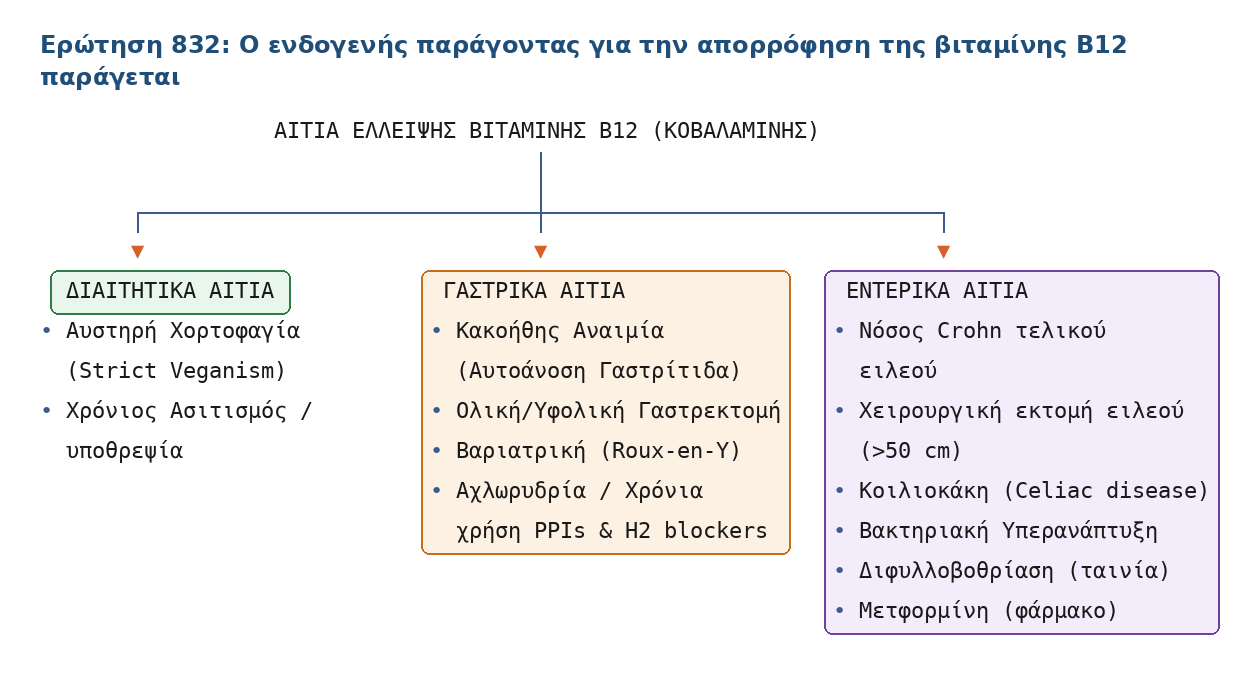 Ερώτηση 832: Ο ενδογενής παράγοντας για την απορρόφηση της βιταμίνης Β12
παράγεται
ΑΙΤΙΑ ΕΛΛΕΙΨΗΣ ΒΙΤΑΜΙΝΗΣ Β12 (ΚΟΒΑΛΑΜΙΝΗΣ)
ΔΙΑΙΤΗΤΙΚΑ ΑΙΤΙΑ
• Αυστηρή Χορτοφαγία
(Strict Veganism)
• Χρόνιος Ασιτισμός /
υποθρεψία
ΓΑΣΤΡΙΚΑ ΑΙΤΙΑ
• Κακοήθης Αναιμία
(Αυτοάνοση Γαστρίτιδα)
• Ολική/Υφολική Γαστρεκτομή
• Βαριατρική (Roux-en-Y)
• Αχλωρυδρία / Χρόνια
χρήση PPIs & H2 blockers
ΕΝΤΕΡΙΚΑ ΑΙΤΙΑ
• Νόσος Crohn τελικού
ειλεού
• Χειρουργική εκτομή ειλεού
(>50 cm)
• Κοιλιοκάκη (Celiac disease)
• Βακτηριακή Υπερανάπτυξη
• Διφυλλοβοθρίαση (ταινία)
• Μετφορμίνη (φάρμακο)